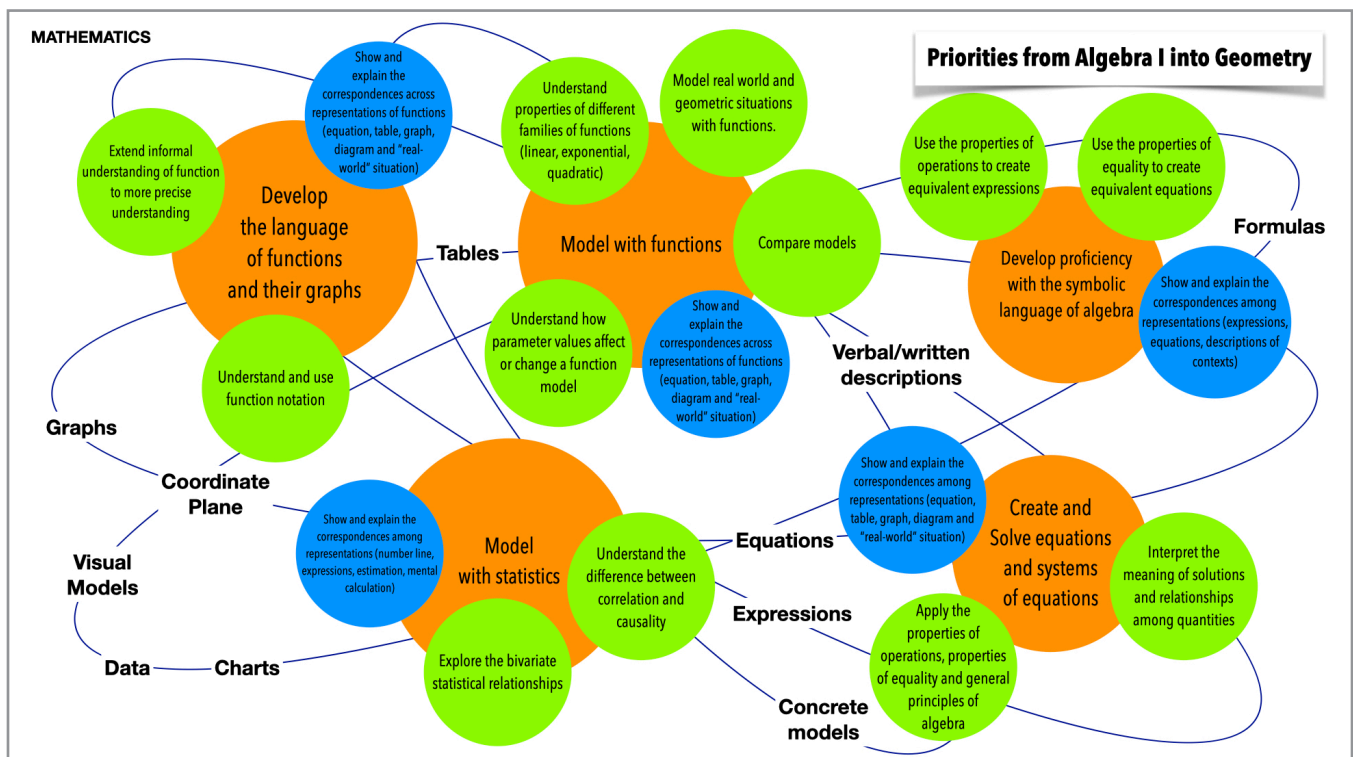 MATHEMATICS
Priorities from Algebra I into Geometry
Show and
explain the
correspondences across
representations of functions
(equation, table, graph,
diagram and "real-
world" situation)
Extend informal
understanding of function
to more precise
understanding
Develop
the language
of functions
and their graphs
Understand and use
function notation
Understand
properties of different
families of functions
(linear, exponential,
quadratic)
Model real world and
geometric situations
with functions.
Model with functions
Compare models
Understand how
parameter values affect
or change a function
model
Show and
explain the
correspondences across
representations of functions
(equation, table, graph,
diagram and "real-
world" situation)
Tables
Use the properties of
operations to create
equivalent expressions
Use the properties of
equality to create
equivalent equations
Formulas
Develop proficiency
with the symbolic
language of algebra
Show and explain the
correspondences among
representations (expressions,
equations, descriptions of
contexts)
Verbal/written
descriptions
Graphs
Coordinate
Plane
Visual
Models
Data
Charts
Show and explain the
correspondences among
representations (number line,
expressions, estimation, mental
calculation)
Model
with statistics
Understand the
difference between
correlation and
causality
Explore the bivariate
statistical relationships
Equations
Expressions
Concrete
models
Show and explain the
correspondences among
representations (equation,
table, graph, diagram and
"real-world" situation)
Create and
Solve equations
and systems
of equations
Interpret the
meaning of solutions
and relationships
among quantities
Apply the
properties of
operations, properties
of equality and general
principles of
algebra